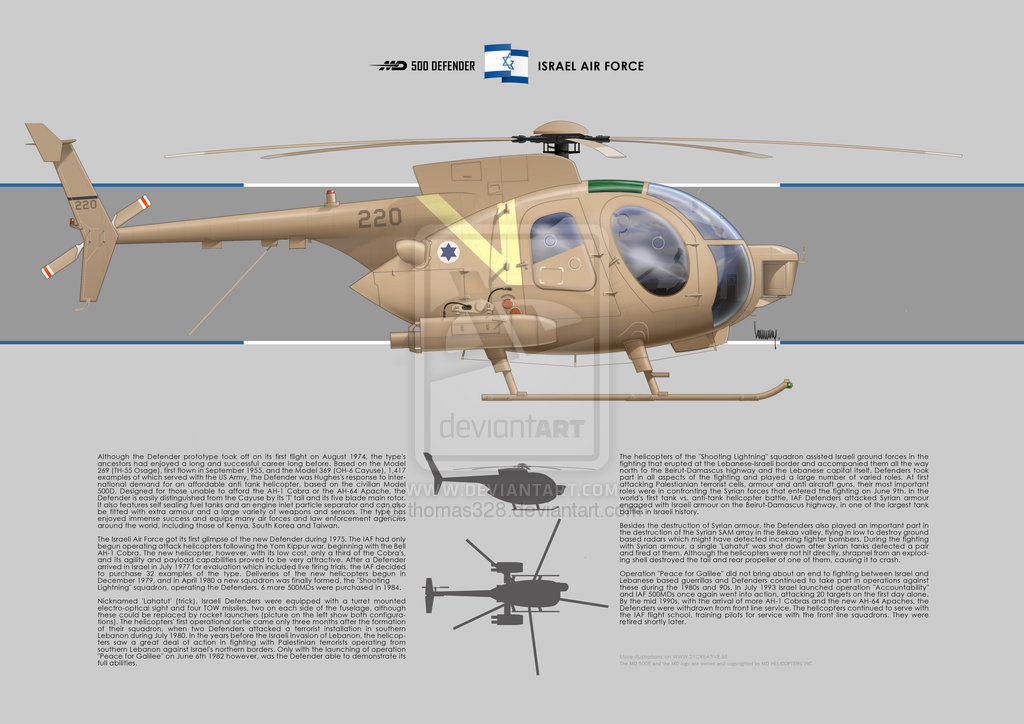 MD 500 DEFENDER
ISRAEL AIR FORCE
220
220
deviantART
WWW.DEVIANTART.COM
thomas328.deviantart.com
Although the Defender prototype took off on its first flight on August 1974, the type's
ancestors had enjoyed a long and successful career long before. Based on the Model
269 (TH-55 Osage), first flown in September 1955, and the Model 369 (OH-6 Cayuse), 1,417
examples of which served with the US Army, the Defender was Hughes's response to inter-
national demand for an affordable anti tank helicopter, based on the civilian Model
500D. Designed for those unable to afford the AH-1 Cobra or the AH-64 Apache, the
Defender is easily distinguished from the Cayuse by its 'T' tail and its five blade main rotor.
It also features self sealing fuel tanks and an engine inlet particle separator and can also
be fitted with extra armour and a large variety of weapons and sensors. The type has
enjoyed immense success and equips many air forces and law enforcement agencies
around the world, including those of Kenya, South Korea and Taiwan.
The Israeli Air Force got its first glimpse of the new Defender during 1975. The IAF had only
begun operating attack helicopters following the Yom Kippur war, beginning with the Bell
AH-1 Cobra. The new helicopter, however, with its low cost, only a third of the Cobra's,
and its agility and payload capabilities proved to be very attractive. After a Defender
arrived in Israel in July 1977 for evaluation which included live firing trials, the IAF decided
to purchase 32 examples of the type. Deliveries of the new helicopters begun in
December 1979, and in April 1980 a new squadron was finally formed, the "Shooting
Lightning" squadron, operating the Defenders. 6 more 500MDs were purchased in 1984.
Nicknamed 'Lahatut' (trick), Israeli Defenders were equipped with a turret mounted
electro-optical sight and four TOW missiles, two on each side of the fuselage, although
these could be replaced by rocket launchers (picture on the left show both configura-
tions). The helicopters' first operational sortie came only three months after the formation
of their squadron, when two Defenders attacked a terrorist installation in southern
Lebanon during July 1980. In the years before the Israeli invasion of Lebanon, the helicop-
ters saw a great deal of action in fighting with Palestinian terrorists operating from
southern Lebanon against Israel's northern borders. Only with the launching of operation
"Peace for Galilee" on June 6th 1982 however, was the Defender able to demonstrate its
full abilities.
The helicopters of the "Shooting Lightning" squadron assisted Israeli ground forces in the
fighting that erupted at the Lebanese-Israeli border and accompanied them all the way
north to the Beirut-Damascus highway and the Lebanese capital itself. Defenders took
part in all aspects of the fighting and played a large number of varied roles. At first
attacking Palestinian terrorist cells, armour and anti aircraft guns, their most important
roles were in confronting the Syrian forces that entered the fighting on June 9th. In the
world's first tank vs. anti-tank helicopter battle, IAF Defenders attacked Syrian armour
engaged with Israeli armor on the Beirut-Damascus highway, in one of the largest tank
battles in Israeli history.
Besides the destruction of Syrian armour, the Defenders also played an important part in
the destruction of the Syrian SAM array in the Bekaa valley, flying in low to destroy ground
based radars which might have detected incoming fighter bombers. During the fighting
with Syrian armour, a single 'Lahatut' was shot down after Syrian tanks detected a pair
and fired at them. Although the helicopters were not hit directly, shrapnel from an explod-
ing shell destroyed the tail and rear propeller of one of them, causing it to crash.
Operation "Peace for Galilee" did not bring about an end to fighting between Israel and
Lebanese based guerrillas and Defenders continued to take part in operations against
these during the 1980s and 90s. In July 1993 Israel launched operation "Accountability"
and IAF 500MDs once again went into action, attacking 20 targets on the first day alone.
By the mid 1990s, with the arrival of more AH-1 Cobras and the new AH-64 Apaches, the
Defenders were withdrawn from front line service. The helicopters continued to serve with
the IAF flight school, training pilots for service with the front line squadrons. They were
retired shortly later.
More illustrations on WWW.21CREATIVE.BE
The MD 500E and the MD logo are owned and copyrighted by MD HELICOPTERS INC.